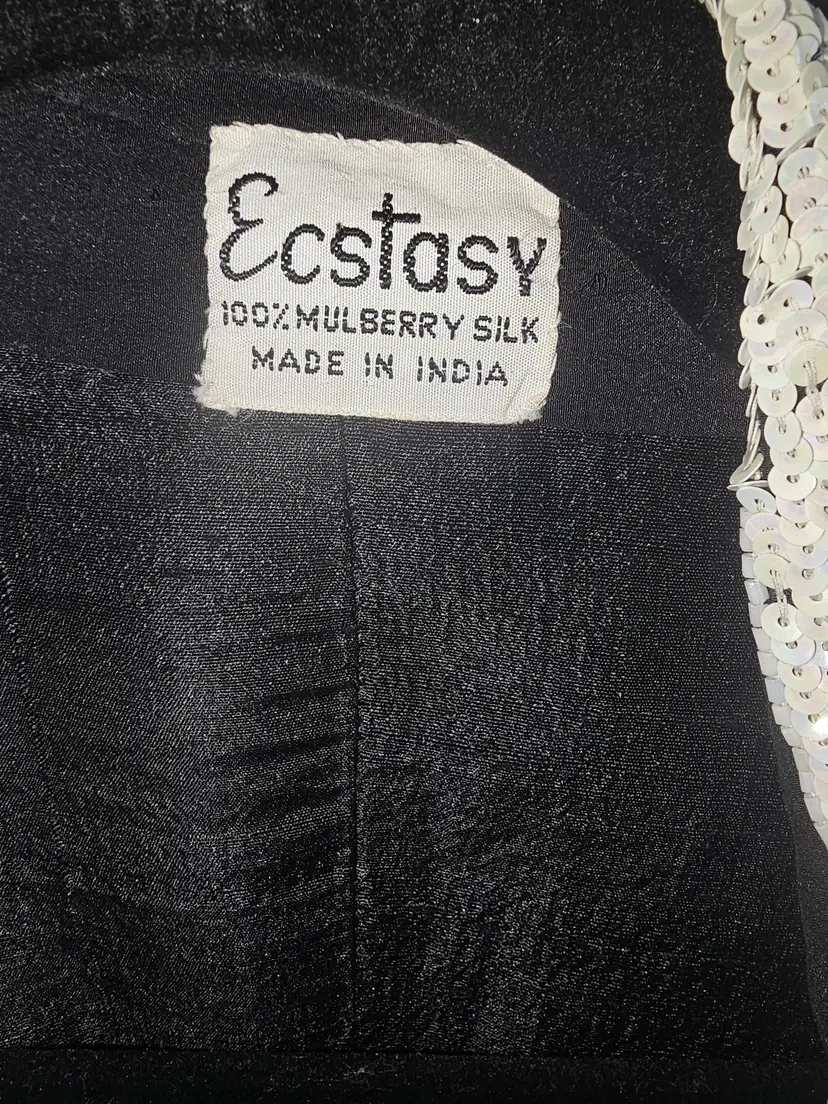 Ecstasy
100% MULBERRY SILK
MADE IN INDIA